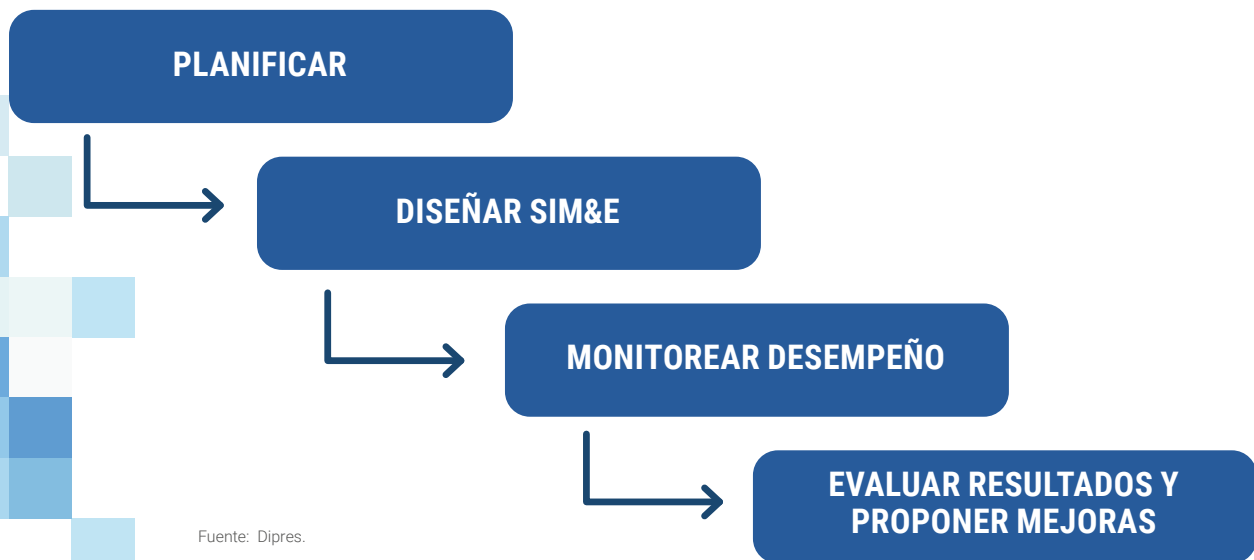 PLANIFICAR
DISEÑAR SIM&E
MONITOREAR DESEMPEÑO
EVALUAR RESULTADOS Y
PROPONER MEJORAS
Fuente: Dipres.